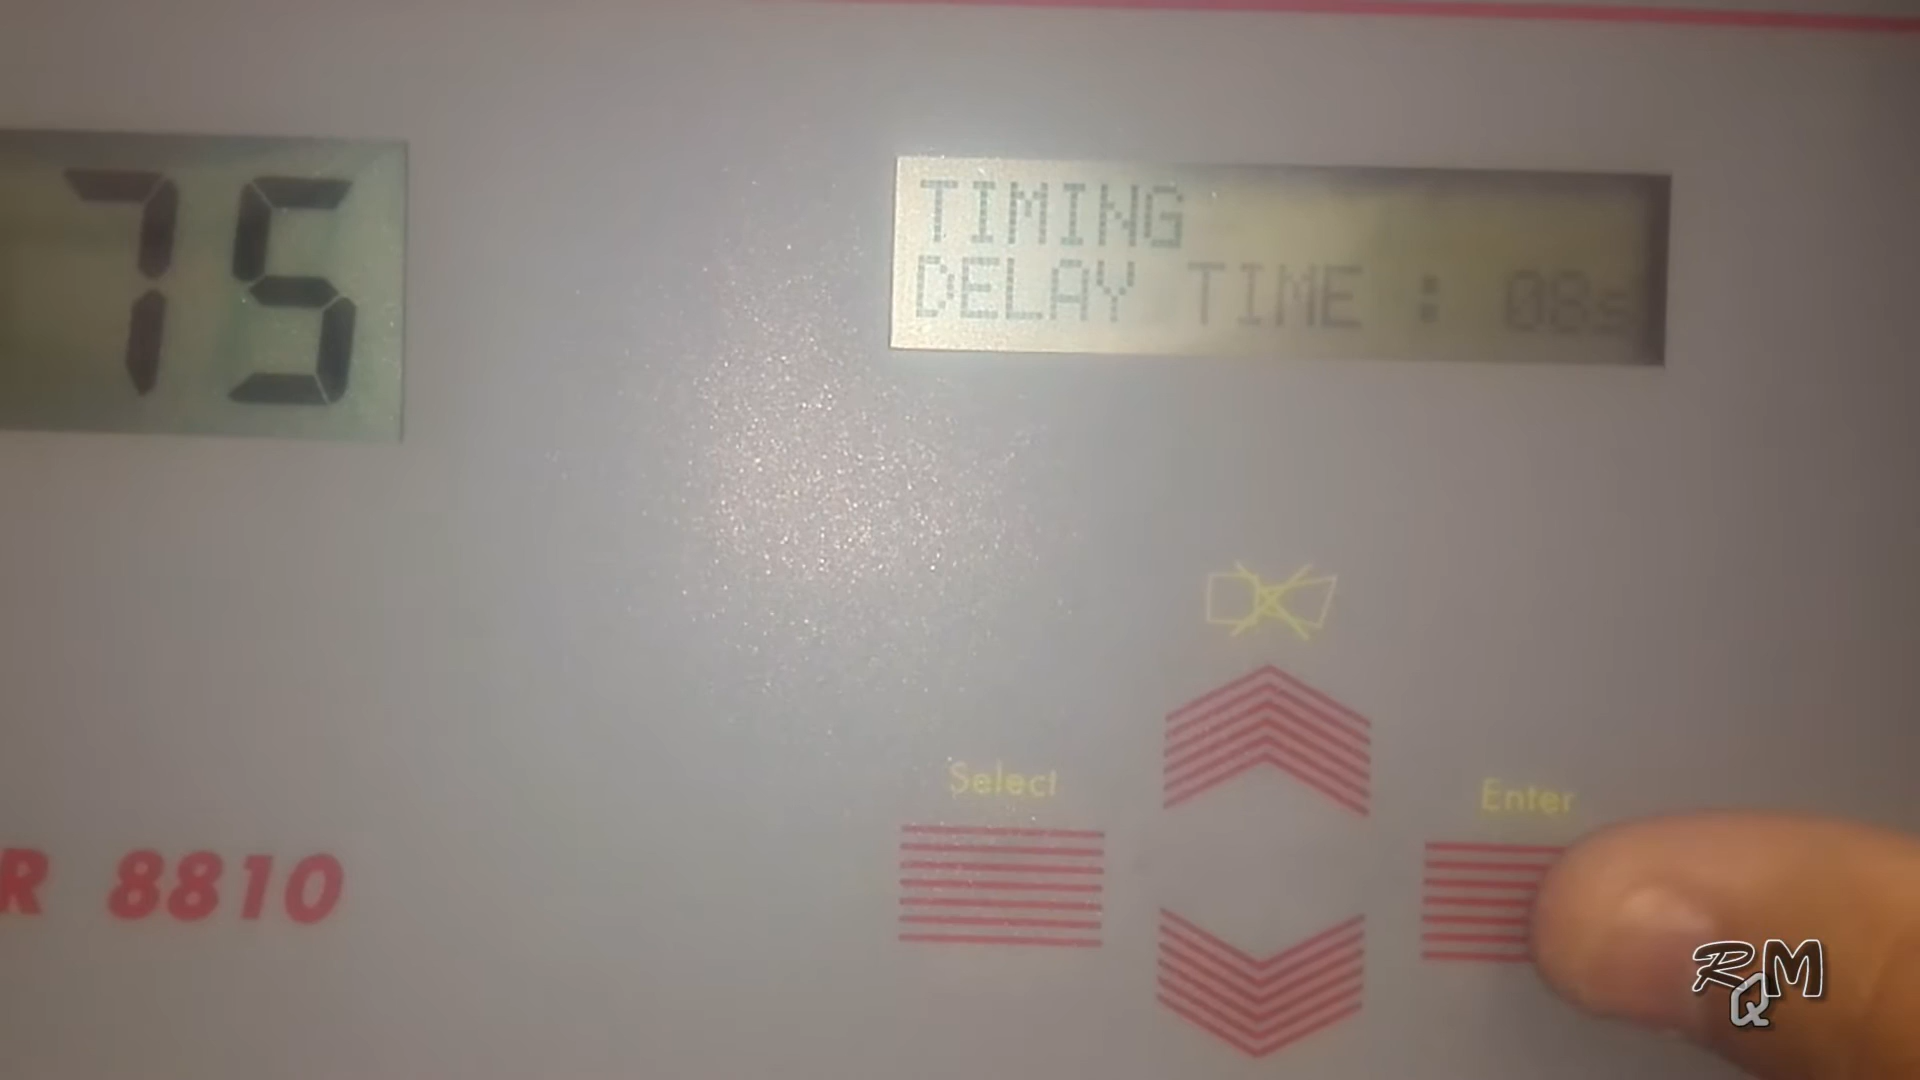 75
TIMING
DELAY TIME : 08s
Select
Enter
R 8810
RQM